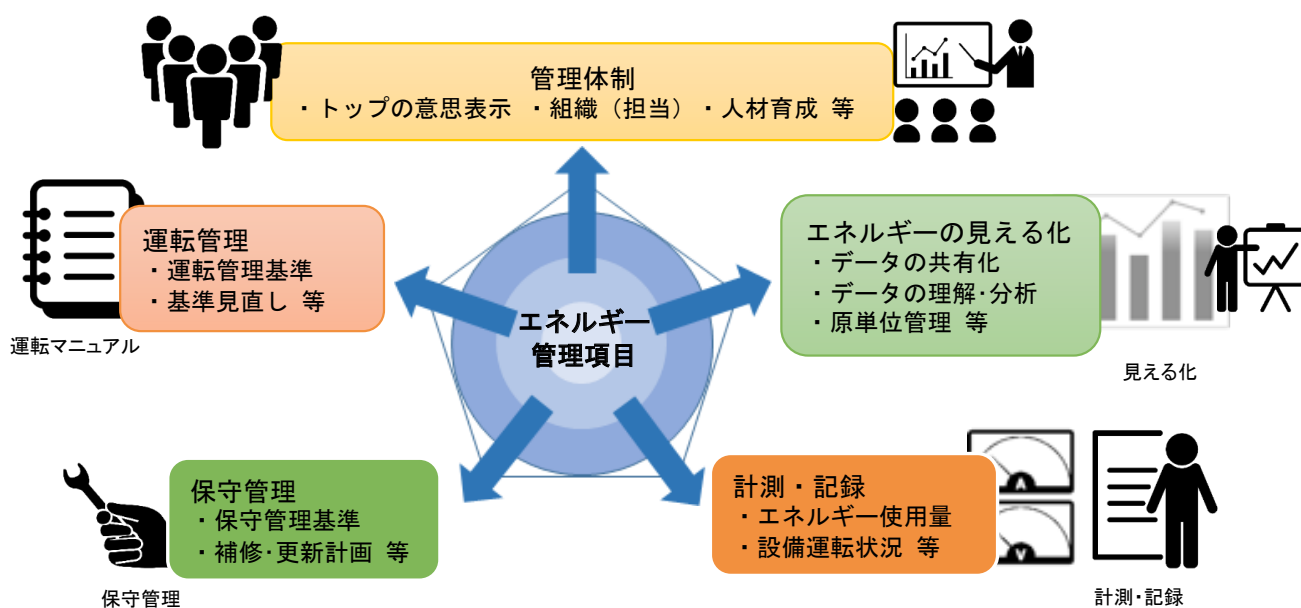 管理体制
・トップの意思表示 ・組織（担当）・人材育成 等
運転管理
・運転管理基準
・基準見直し 等
運転マニュアル
エネルギーの見える化
・データの共有化
・データの理解・分析
・原単位管理 等
見える化
エネルギー
管理項目
保守管理
・保守管理基準
・補修・更新計画 等
保守管理
計測・記録
・エネルギー使用量
・設備運転状況 等
A
V
計測・記録